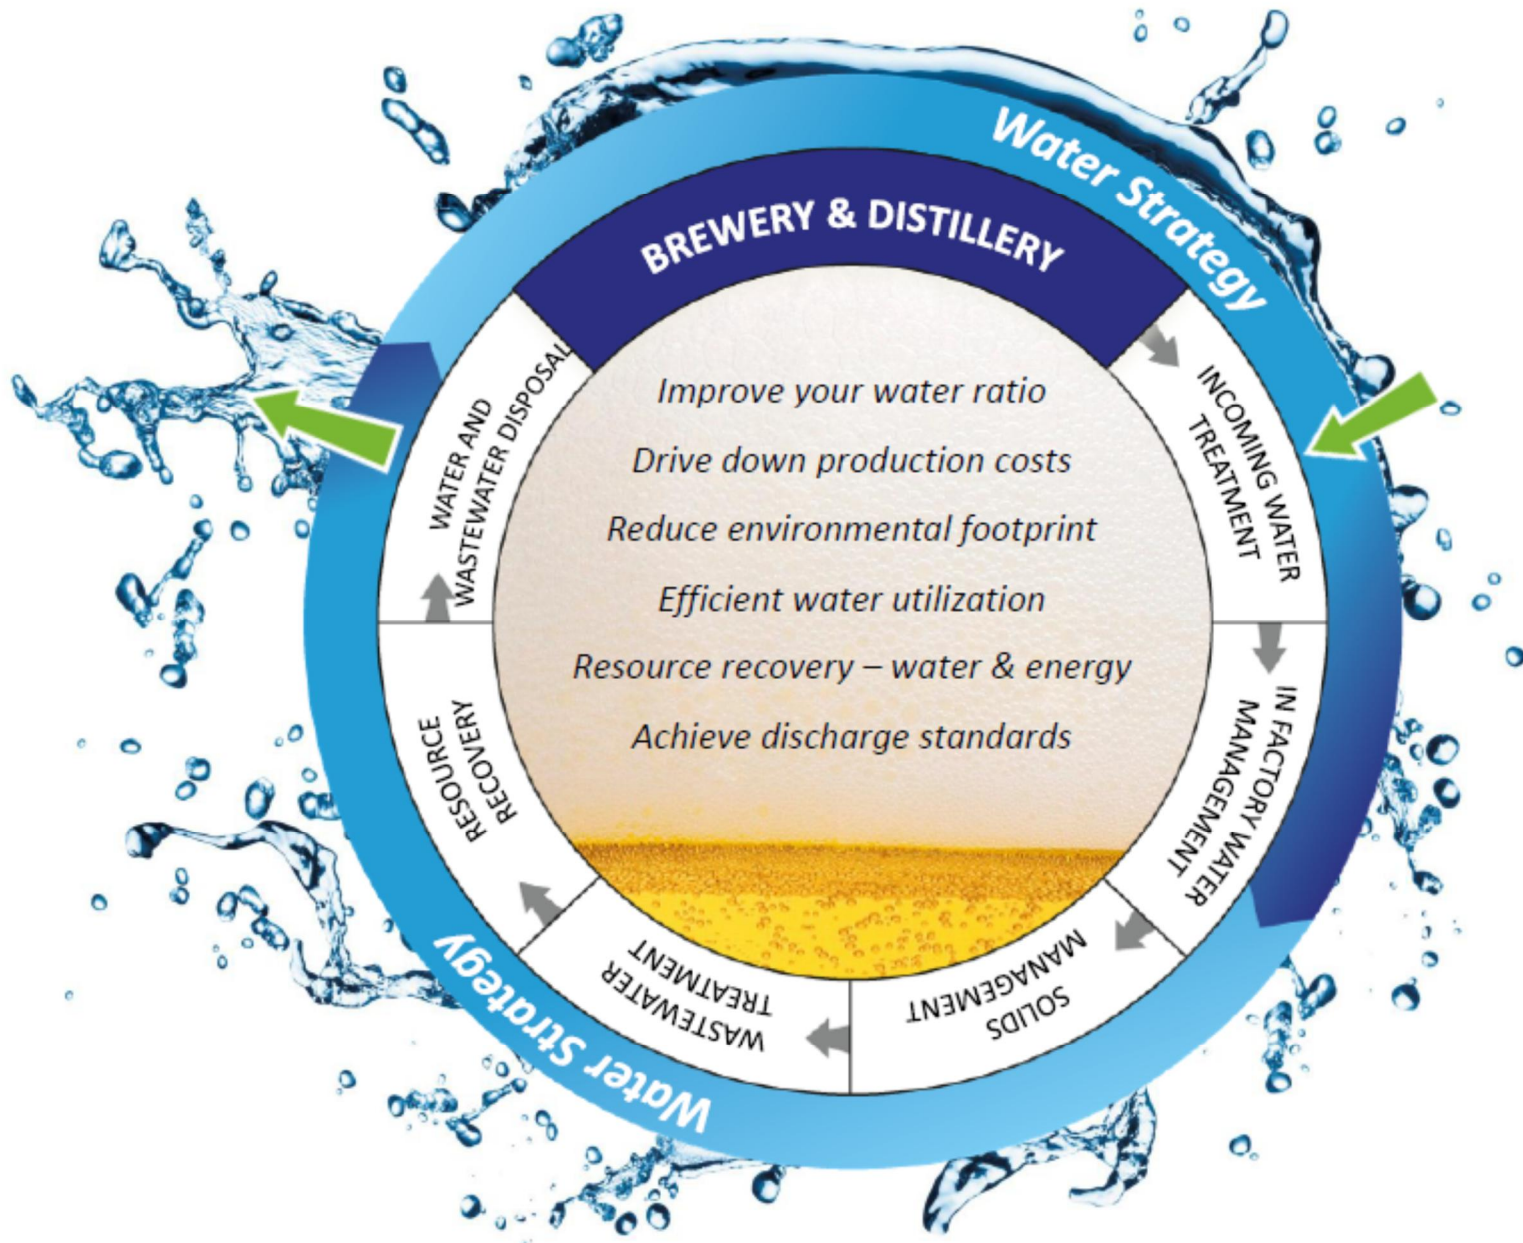 Water Strategy
BREWERY & DISTILLERY
INCOMING WATER
TREATMENT
IN FACTORY WATER
MANAGEMENT
SOLIDS
MANAGEMENT
WASTEWATER
TREATMENT
RESOURCE
RECOVERY
WATER AND
WASTEWATER DISPOSAL
Improve your water ratio
Drive down production costs
Reduce environmental footprint
Efficient water utilization
Resource recovery – water & energy
Achieve discharge standards
Water Strategy